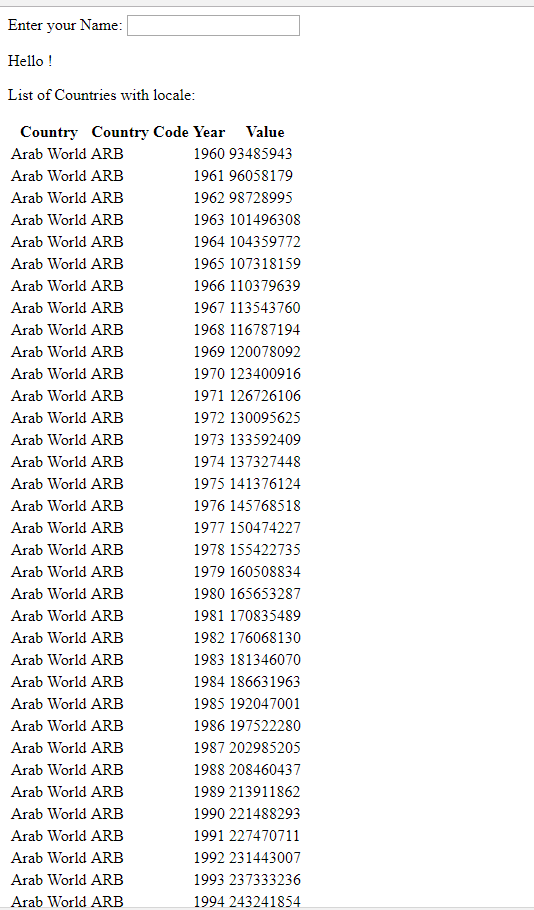 Enter your Name:
Hello !
List of Countries with locale:
Country Country Code Year Value
Arab World ARB 1960 93485943
Arab World ARB 1961 96058179
Arab World ARB 1962 98728995
Arab World ARB 1963 101496308
Arab World ARB 1964 104359772
Arab World ARB 1965 107318159
Arab World ARB 1966 110379639
Arab World ARB 1967 113543760
Arab World ARB 1968 116787194
Arab World ARB 1969 120078092
Arab World ARB 1970 123400916
Arab World ARB 1971 126726106
Arab World ARB 1972 130095625
Arab World ARB 1973 133592409
Arab World ARB 1974 137327448
Arab World ARB 1975 141376124
Arab World ARB 1976 145768518
Arab World ARB 1977 150474227
Arab World ARB 1978 155422735
Arab World ARB 1979 160508834
Arab World ARB 1980 165653287
Arab World ARB 1981 170835489
Arab World ARB 1982 176068130
Arab World ARB 1983 181346070
Arab World ARB 1984 186631963
Arab World ARB 1985 192047001
Arab World ARB 1986 197522280
Arab World ARB 1987 202985205
Arab World ARB 1988 208460437
Arab World ARB 1989 213911862
Arab World ARB 1990 221488293
Arab World ARB 1991 227470711
Arab World ARB 1992 231443007
Arab World ARB 1993 237333236
Arab World ARB 1994 243241854